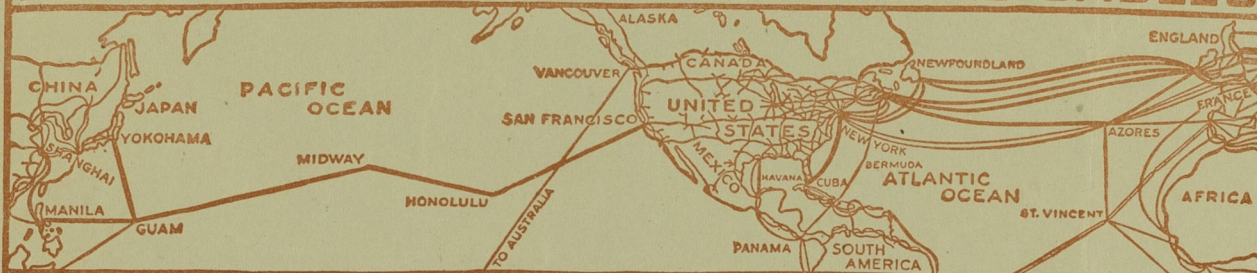 ALASKA
ENGLAND
CANADA
NEWFOUNDLAND
VANCOUVER
CHINA
PACIFIC
OCEAN
JAPAN
UNITED
STATES
FRANCE
SAN FRANCISCO
YOKOHAMA
NEW YORK
AZORES
SHANGHAI
MIDWAY
MEXICO
BERMUDA
HAVANA
CUBA
ATLANTIC
OCEAN
HONOLULU
AFRICA
MANILA
GUAM
TO AUSTRALIA
ST. VINCENT
PANAMA
SOUTH
AMERICA